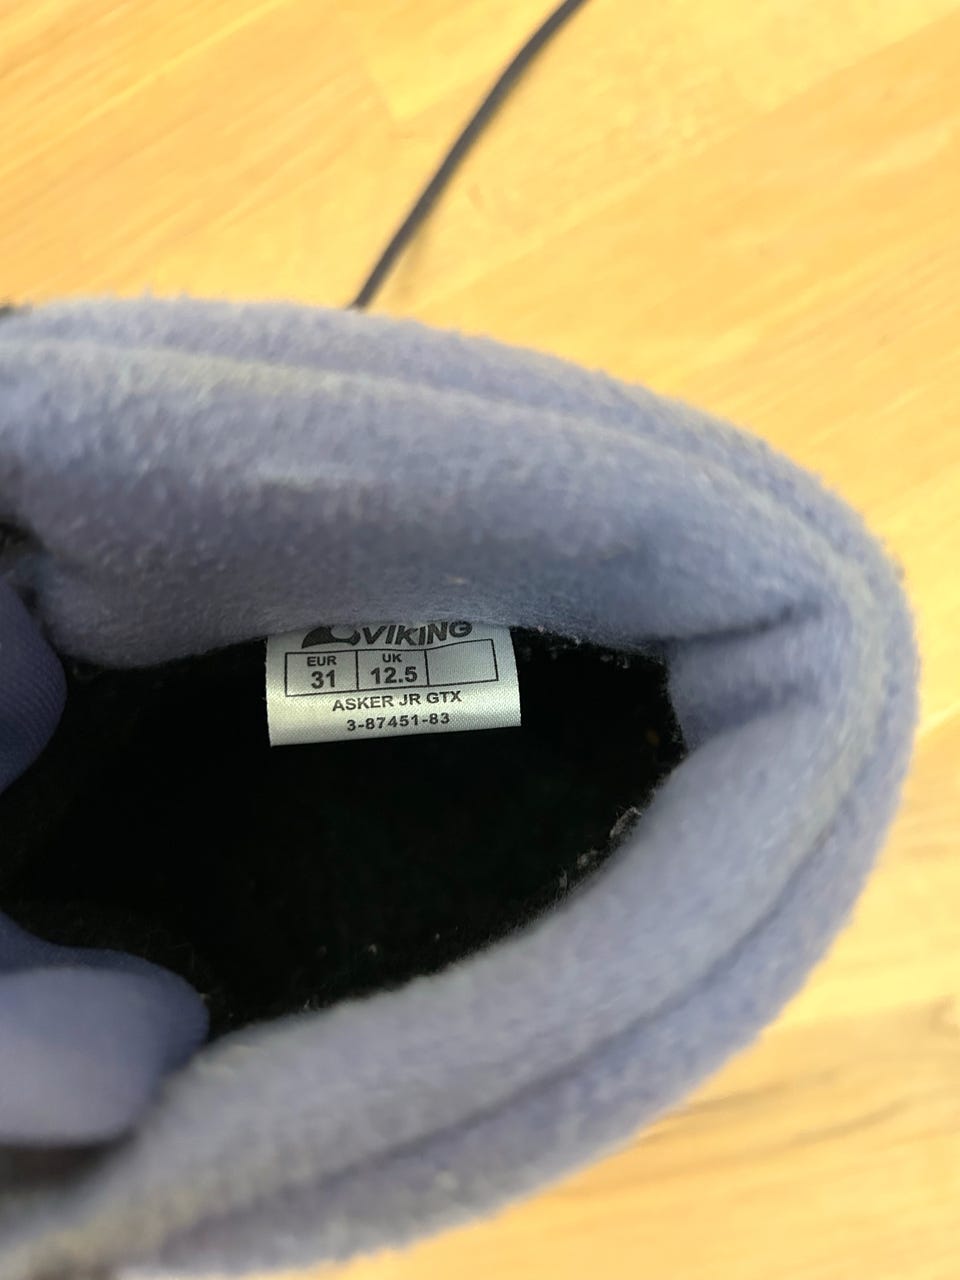 VIKING
EUR UK
31 12.5
ASKER JR GTX
3-87451-83